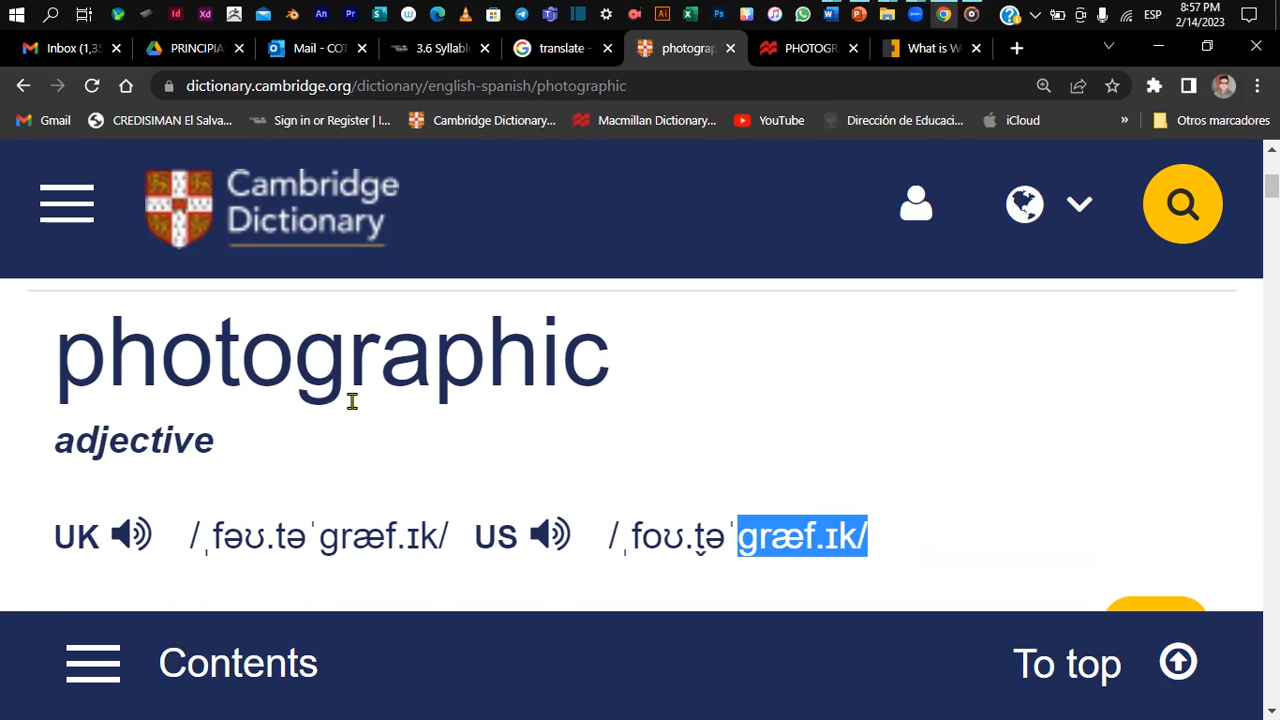 ESP
8:57 PM
2/14/2023
Inbox (1,35
PRINCIPIA
Mail - COT
3.6 Syllabl
translate -
photograp
PHOTOGR
What is W
dictionary.cambridge.org/dictionary/english-spanish/photographic
Gmail
CREDISIMAN El Salva...
Sign in or Register | I...
Cambridge Dictionary...
Macmillan Dictionary...
YouTube
Dirección de Educaci...
iCloud
»
Otros marcadores
Cambridge
Dictionary
photographic
adjective
UK /ˌfəʊ.təˈgræf.ɪk/ US /ˌfoʊ.t̬əˈgræf.ɪk/
Contents
To top